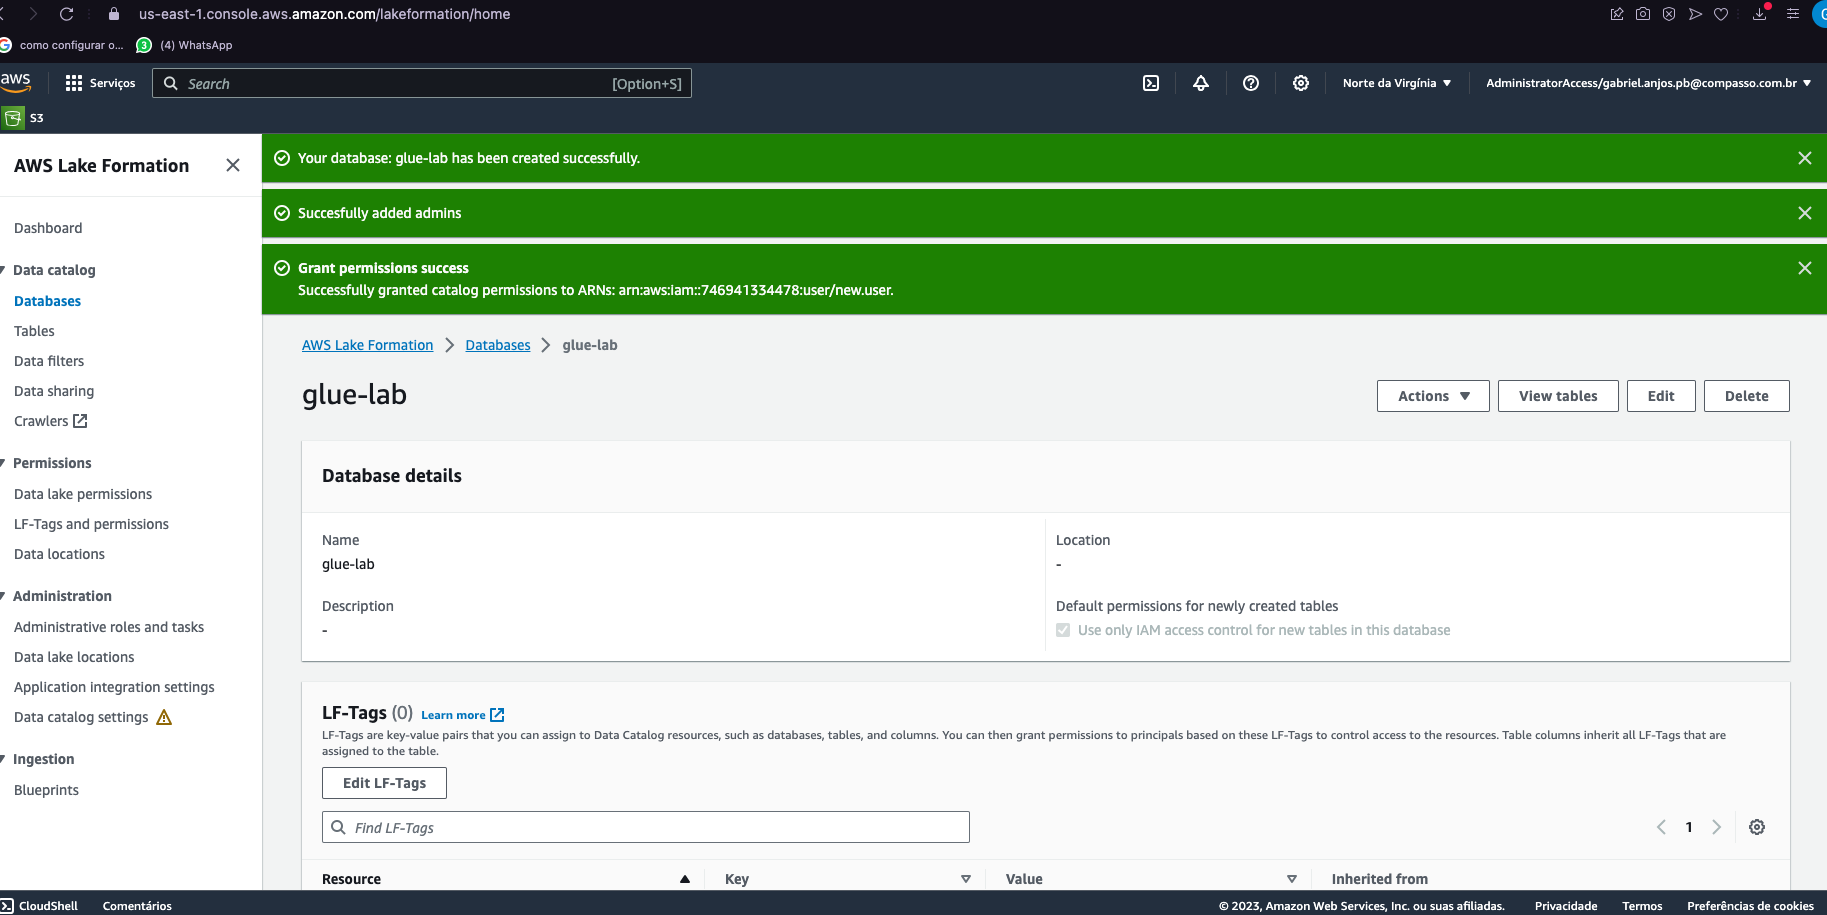 us-east-1.console.aws.amazon.com/lakeformation/home
como configurar o...
3 (4) WhatsApp
aws
Serviços
Search [Option+S]
Norte da Virgínia
AdministratorAccess/gabriel.anjos.pb@compasso.com.br
S3
AWS Lake Formation
Dashboard
Data catalog
Databases
Tables
Data filters
Data sharing
Crawlers
Permissions
Data lake permissions
LF-Tags and permissions
Data locations
Administration
Administrative roles and tasks
Data lake locations
Application integration settings
Data catalog settings
Ingestion
Blueprints
Your database: glue-lab has been created successfully.
Succesfully added admins
Grant permissions success
Successfully granted catalog permissions to ARNs: arn:aws:iam::746941334478:user/new.user.
AWS Lake Formation > Databases > glue-lab
glue-lab
Actions View tables Edit Delete
Database details
Name
glue-lab
Description
-
Location
-
Default permissions for newly created tables
Use only IAM access control for new tables in this database
LF-Tags (0) Learn more
LF-Tags are key-value pairs that you can assign to Data Catalog resources, such as databases, tables, and columns. You can then grant permissions to principals based on these LF-Tags to control access to the resources. Table columns inherit all LF-Tags that are
assigned to the table.
Edit LF-Tags
Find LF-Tags
1
Resource Key Value Inherited from
CloudShell Comentários
© 2023, Amazon Web Services, Inc. ou suas afiliadas. Privacidade Termos Preferências de cookies